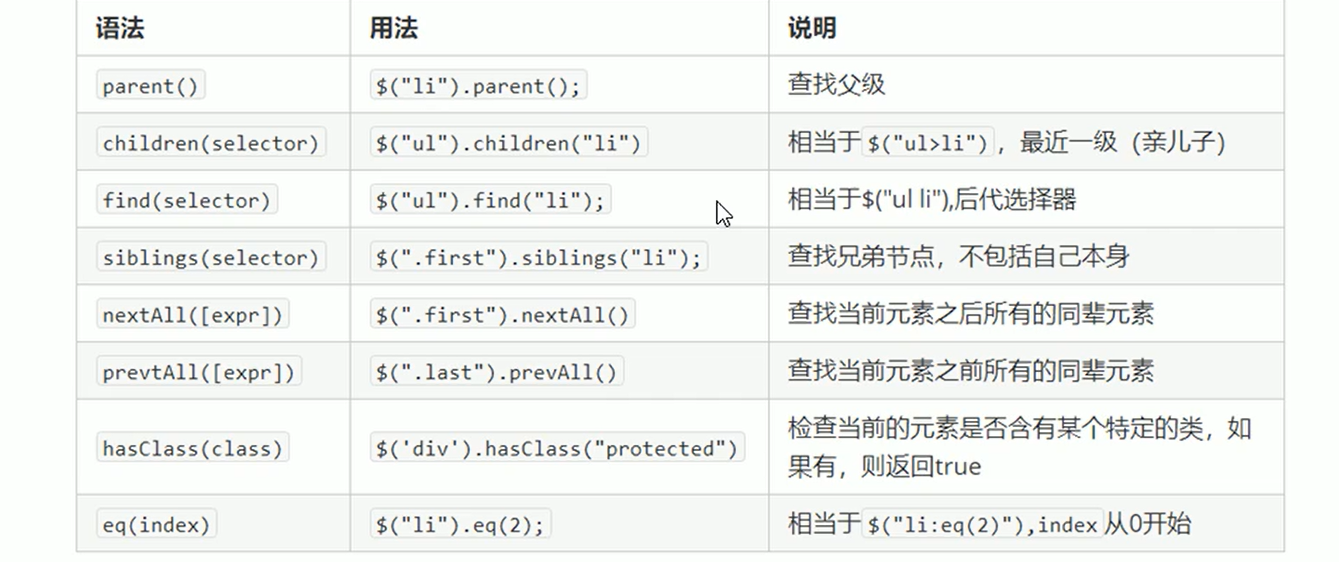 语法 用法 说明
parent() $("li").parent(); 查找父级
children(selector) $("ul").children("li") 相当于$("ul>li")，最近一级（亲儿子）
find(selector) $("ul").find("li"); 相当于$("ul li"),后代选择器
siblings(selector) $(".first").siblings("li"); 查找兄弟节点，不包括自己本身
nextAll([expr]) $(".first").nextAll() 查找当前元素之后所有的同辈元素
prevtAll([expr]) $(".last").prevAll() 查找当前元素之前所有的同辈元素
hasClass(class) $('div').hasClass("protected") 检查当前的元素是否含有某个特定的类，如
果有，则返回true
eq(index) $("li").eq(2); 相当于$("li:eq(2)"),index从0开始